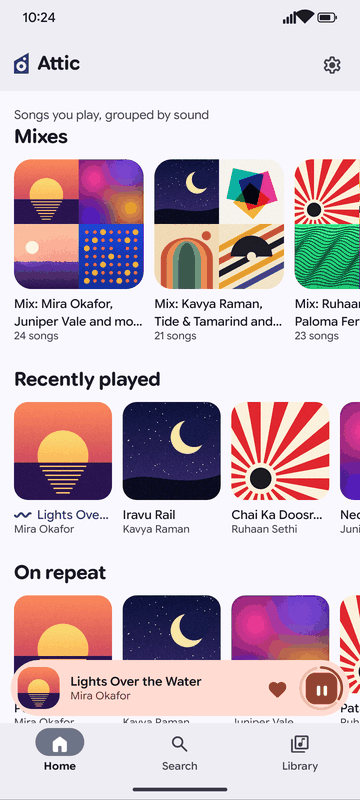 10:24
Attic
Songs you play, grouped by sound
Mixes
Mix: Mira Okafor,
Juniper Vale and mo...
24 songs
Mix: Kavya Raman,
Tide & Tamarind and...
21 songs
Mix: Ruhaan
Paloma Fer
23 songs
Recently played
Lights Ove...
Mira Okafor
Iravu Rail
Kavya Raman
Chai Ka Doosr...
Ruhaan Sethi
Neo
Juni
On repeat
Lights Over the Water
Mira Okafor
Mira Okafor
Kavya Raman
Juniper Vale
Pat
Home
Search
Library